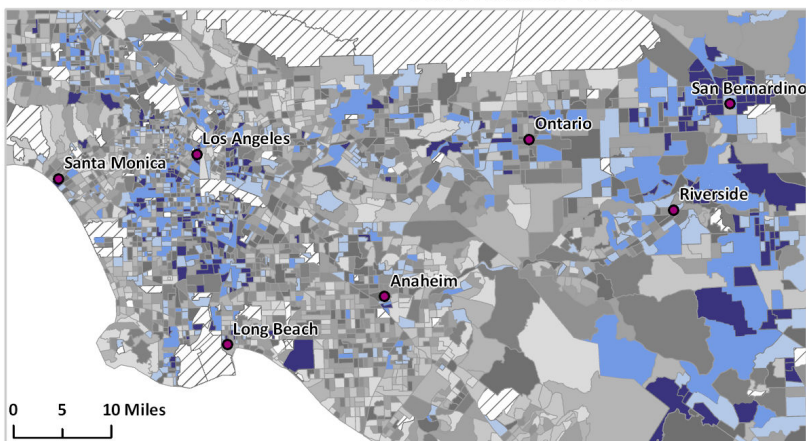 San Bernardino
Ontario
Los Angeles
Santa Monica
Riverside
Anaheim
Long Beach
0 5 10 Miles